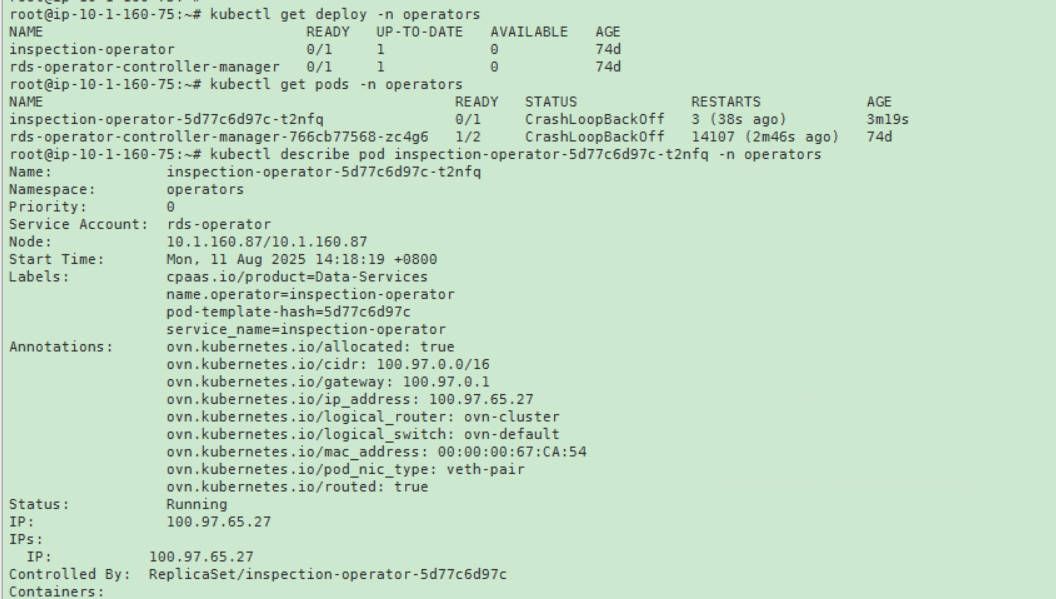 root@ip-10-1-160-75:~# kubectl get deploy -n operators
NAME                              READY   UP-TO-DATE   AVAILABLE   AGE
inspection-operator               0/1     1            0           74d
rds-operator-controller-manager   0/1     1            0           74d
root@ip-10-1-160-75:~# kubectl get pods -n operators
NAME                                               READY   STATUS             RESTARTS            AGE
inspection-operator-5d77c6d97c-t2nfq               0/1     CrashLoopBackOff   3 (38s ago)         3m19s
rds-operator-controller-manager-766cb77568-zc4g6   1/2     CrashLoopBackOff   14107 (2m46s ago)   74d
root@ip-10-1-160-75:~# kubectl describe pod inspection-operator-5d77c6d97c-t2nfq -n operators
Name:             inspection-operator-5d77c6d97c-t2nfq
Namespace:        operators
Priority:         0
Service Account:  rds-operator
Node:             10.1.160.87/10.1.160.87
Start Time:       Mon, 11 Aug 2025 14:18:19 +0800
Labels:           cpaas.io/product=Data-Services
                  name.operator=inspection-operator
                  pod-template-hash=5d77c6d97c
                  service_name=inspection-operator
Annotations:      ovn.kubernetes.io/allocated: true
                  ovn.kubernetes.io/cidr: 100.97.0.0/16
                  ovn.kubernetes.io/gateway: 100.97.0.1
                  ovn.kubernetes.io/ip_address: 100.97.65.27
                  ovn.kubernetes.io/logical_router: ovn-cluster
                  ovn.kubernetes.io/logical_switch: ovn-default
                  ovn.kubernetes.io/mac_address: 00:00:00:67:CA:54
                  ovn.kubernetes.io/pod_nic_type: veth-pair
                  ovn.kubernetes.io/routed: true
Status:           Running
IP:               100.97.65.27
IPs:
  IP:           100.97.65.27
Controlled By:  ReplicaSet/inspection-operator-5d77c6d97c
Containers: